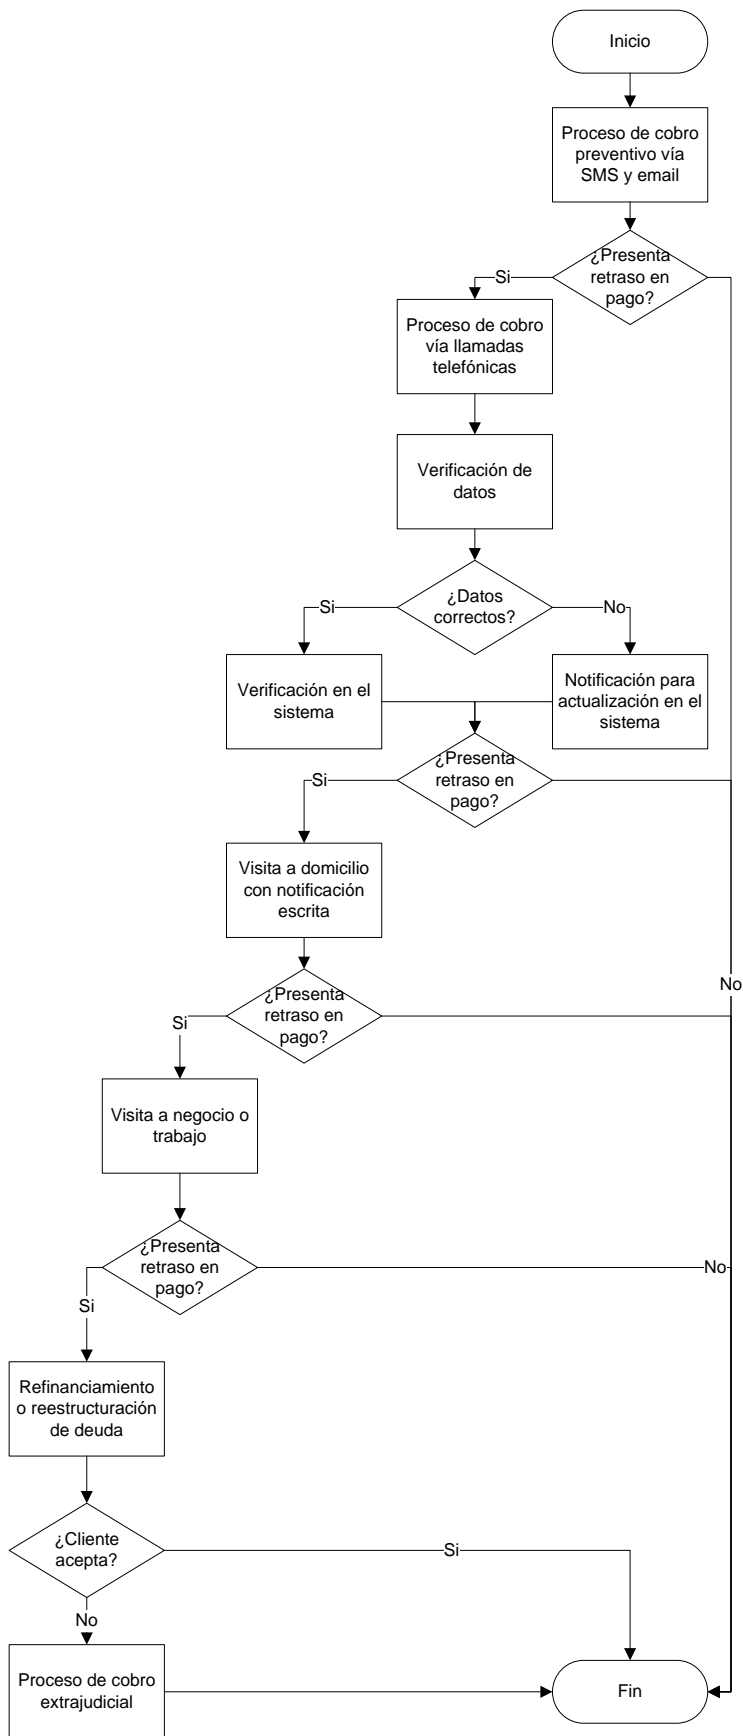 Inicio
Proceso de cobro
preventivo vía
SMS y email
¿Presenta
retraso en
pago?
Si
Proceso de cobro
vía llamadas
telefónicas
Verificación de
datos
¿Datos
correctos?
Si
No
Verificación en el
sistema
Notificación para
actualización en el
sistema
¿Presenta
retraso en
pago?
Si
Visita a domicilio
con notificación
escrita
No
¿Presenta
retraso en
pago?
Si
Visita a negocio o
trabajo
¿Presenta
retraso en
pago?
No
Si
Refinanciamiento
o reestructuración
de deuda
¿Cliente
acepta?
Si
No
Proceso de cobro
extrajudicial
Fin